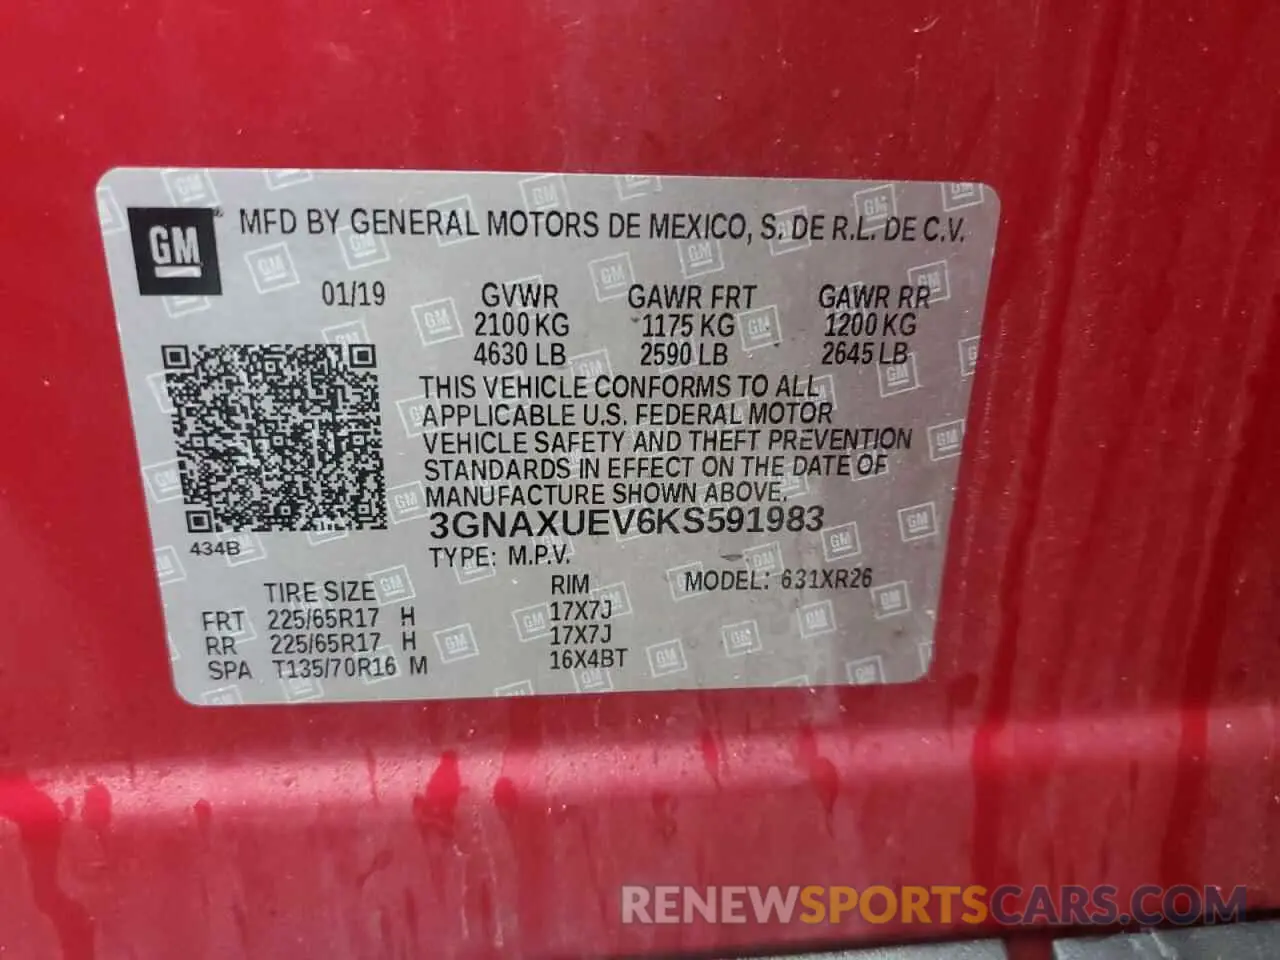 GM
MFD BY GENERAL MOTORS DE MEXICO, S. DE R.L. DE C.V.
01/19 GVWR GAWR FRT GAWR RR
2100 KG 1175 KG 1200 KG
4630 LB 2590 LB 2645 LB
THIS VEHICLE CONFORMS TO ALL
APPLICABLE U.S. FEDERAL MOTOR
VEHICLE SAFETY AND THEFT PREVENTION
STANDARDS IN EFFECT ON THE DATE OF
MANUFACTURE SHOWN ABOVE.
3GNAXUEV6KS591983
434B
TYPE: M.P.V.
TIRE SIZE RIM MODEL: 631XR26
FRT 225/65R17 H 17X7J
RR 225/65R17 H 17X7J
SPA T135/70R16 M 16X4BT
RENEWSPORTSCARS.COM